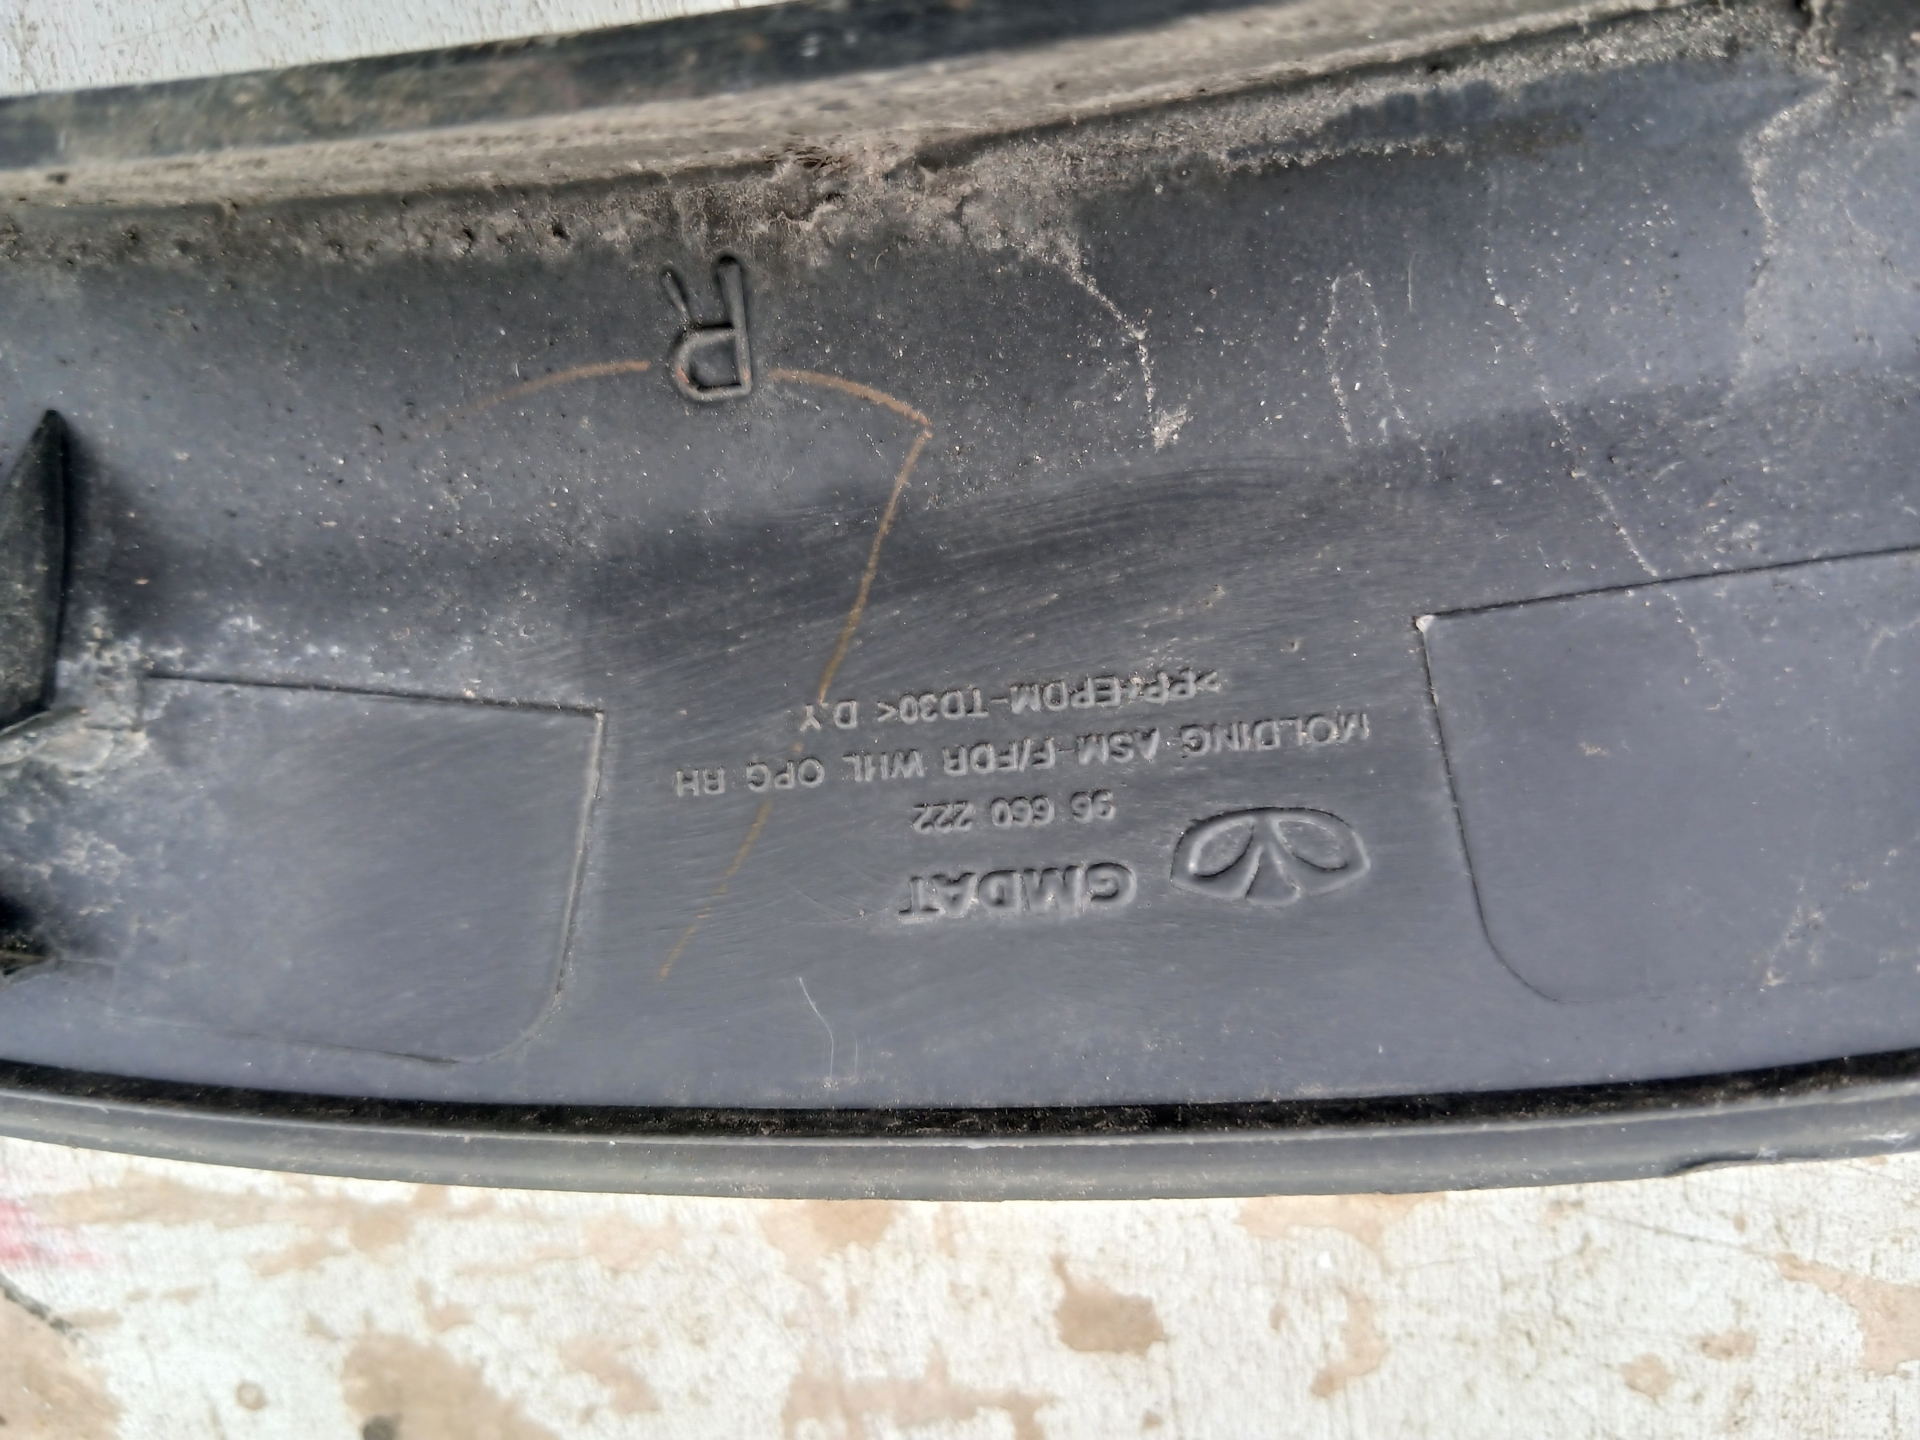 GMDAT
96 660 222
MOLDING ASM-F/FDR WHL OPG RH
>PP+EPDM-TD30< D.Y
R